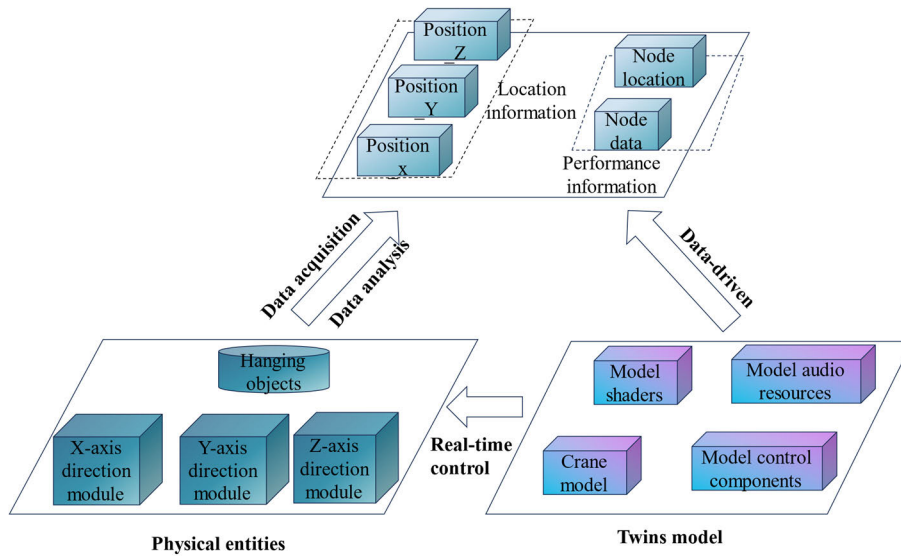 Position
_Z
Position
_Y
Position
_x
Location
information
Node
location
Node
data
Performance
information
Data acquisition
Data analysis
Data-driven
Hanging
objects
X-axis
direction
module
Y-axis
direction
module
Z-axis
direction
module
Real-time
control
Model
shaders
Model audio
resources
Crane
model
Model control
components
Physical entities
Twins model